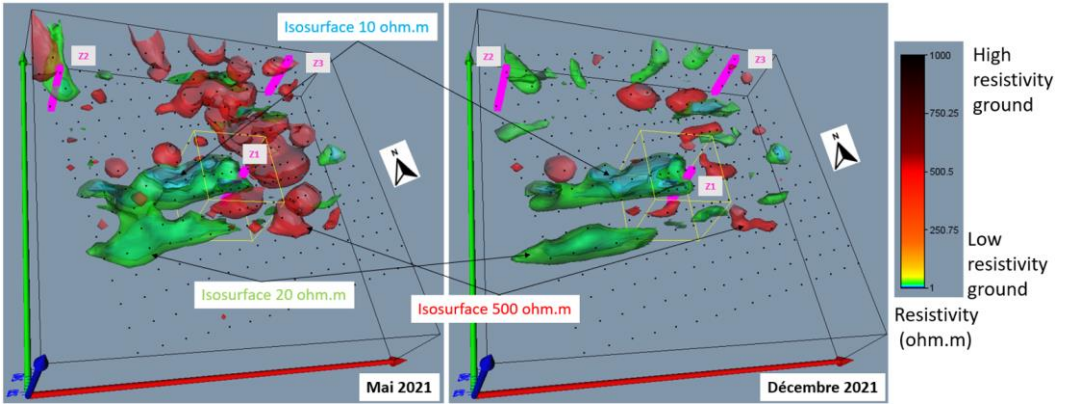 Isosurface 10 ohm.m
Z2
Z3
Z1
N
Mai 2021
Z2
Z3
Z1
N
Décembre 2021
Isosurface 20 ohm.m
Isosurface 500 ohm.m
1000
750.25
500.5
250.75
1
High
resistivity
ground
Low
resistivity
ground
Resistivity
(ohm.m)